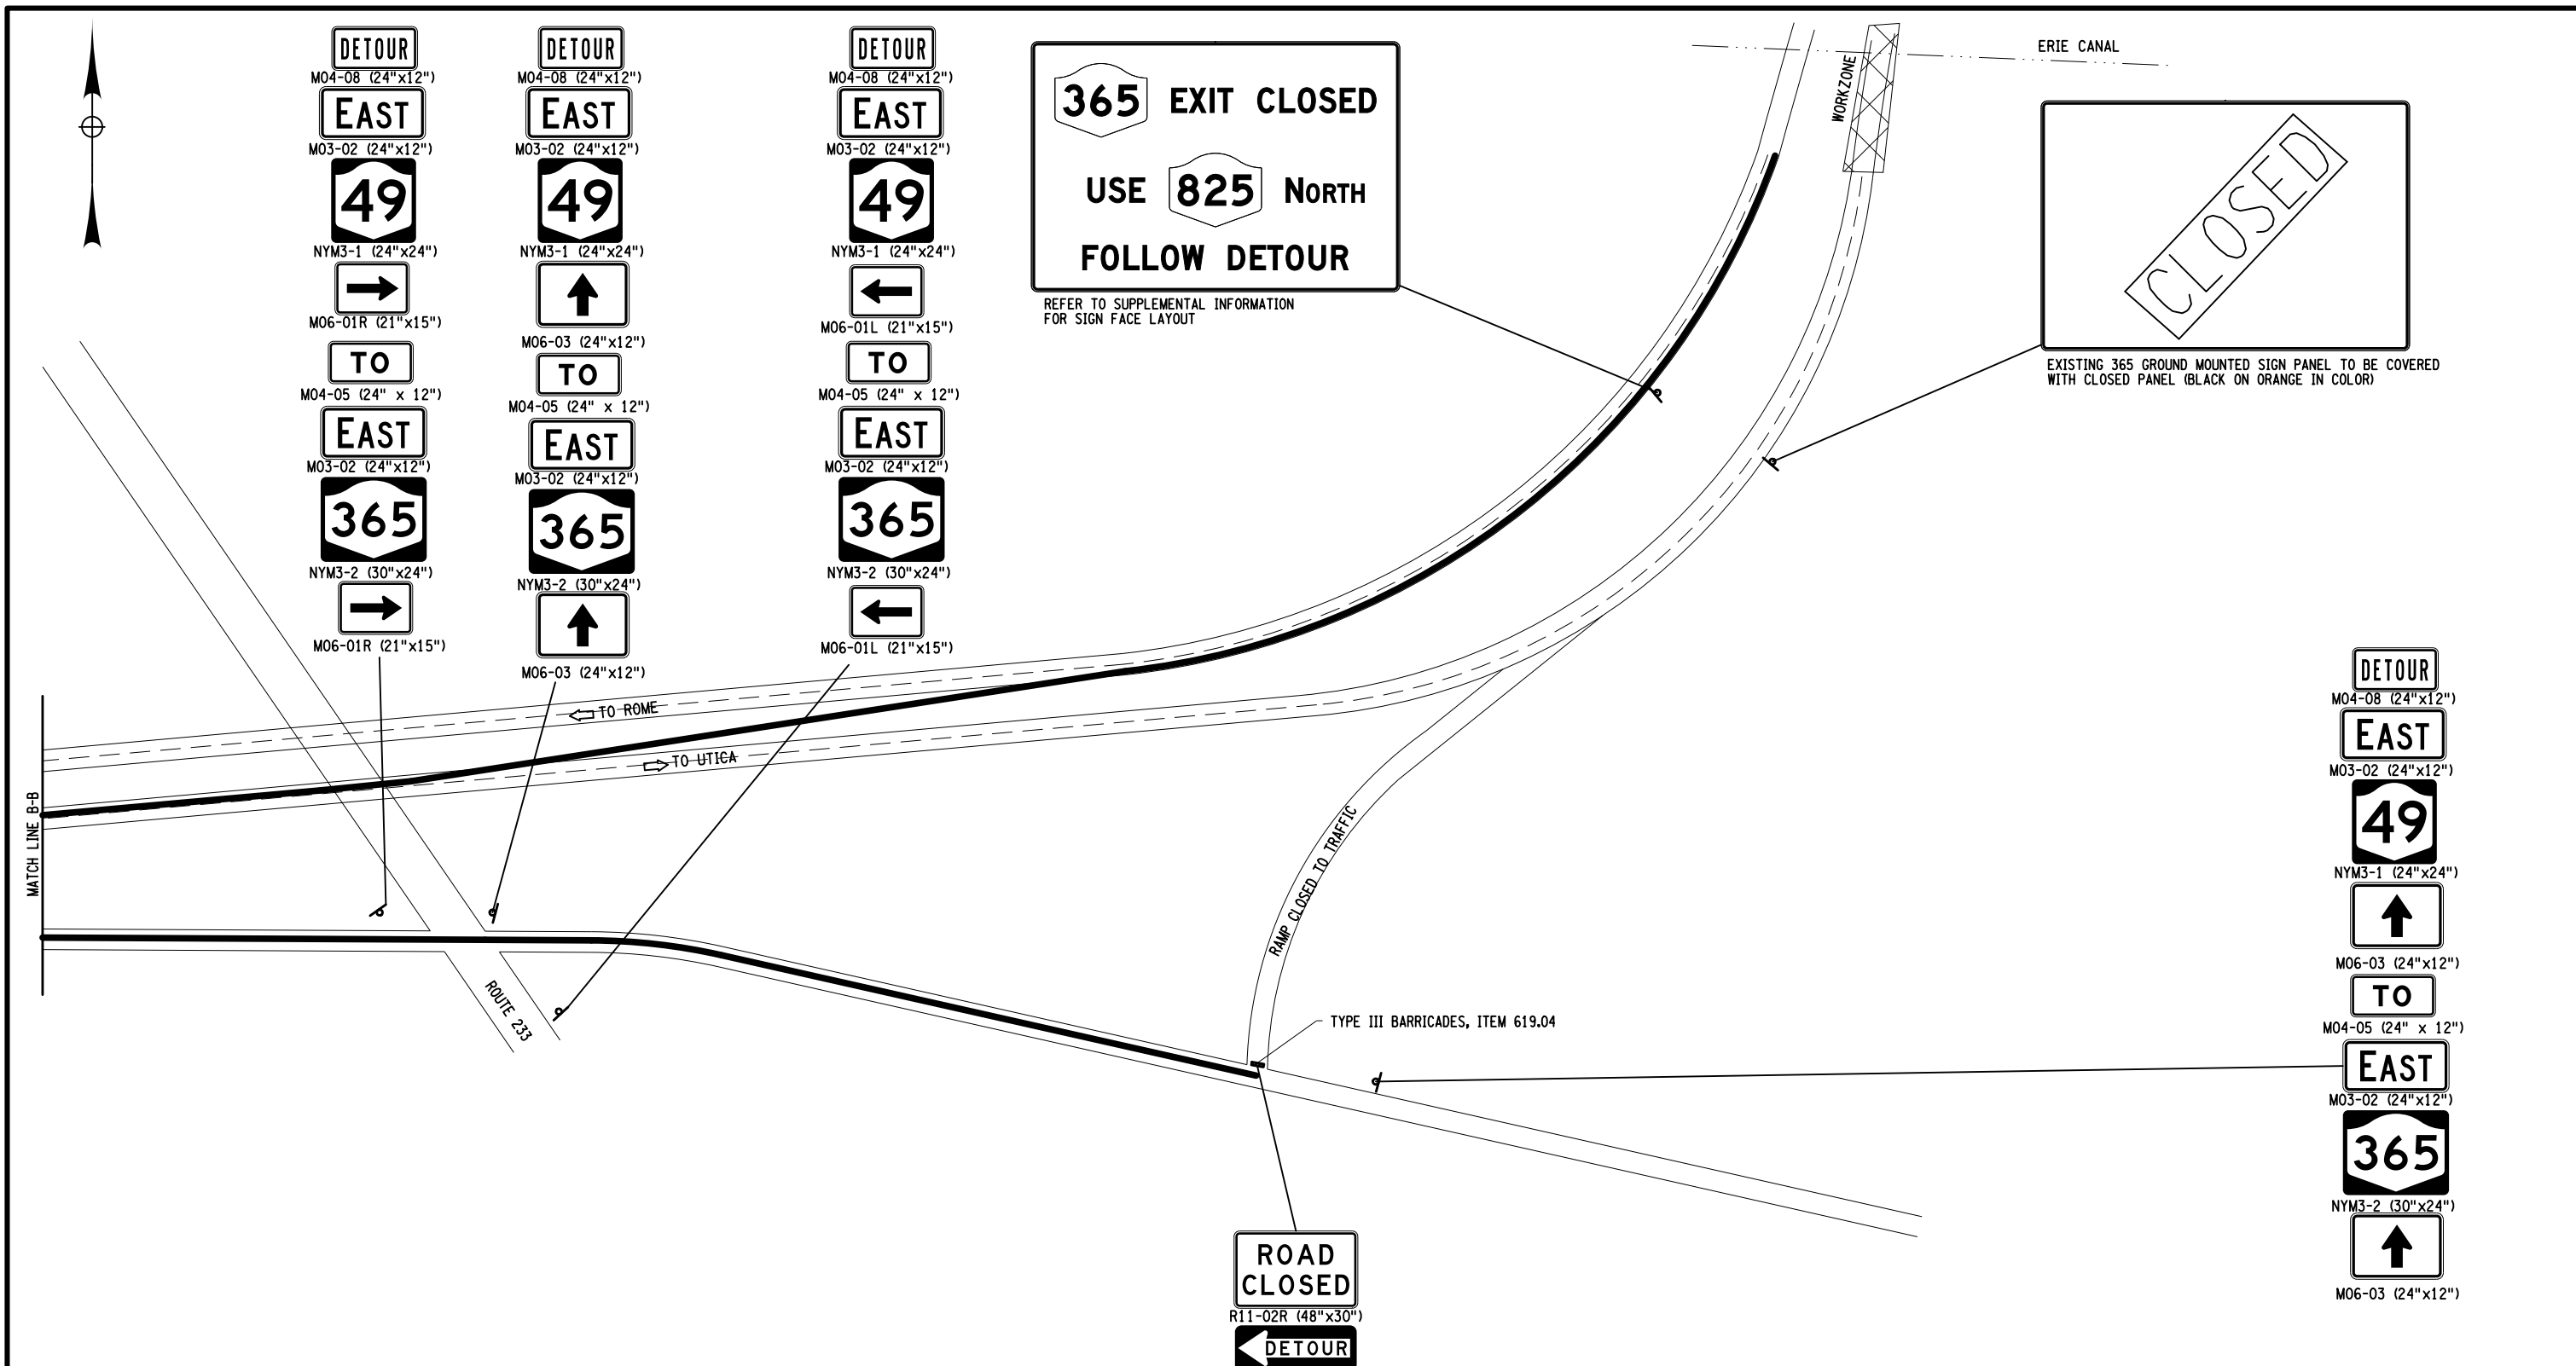 DETOUR
M04-08 (24"x12")
EAST
M03-02 (24"x12")
49
NYM3-1 (24"x24")
M06-01R (21"x15")
TO
M04-05 (24" x 12")
EAST
M03-02 (24"x12")
365
NYM3-2 (30"x24")
M06-01R (21"x15")
DETOUR
M04-08 (24"x12")
EAST
M03-02 (24"x12")
49
NYM3-1 (24"x24")
M06-03 (24"x12")
TO
M04-05 (24" x 12")
EAST
M03-02 (24"x12")
365
NYM3-2 (30"x24")
M06-03 (24"x12")
DETOUR
M04-08 (24"x12")
EAST
M03-02 (24"x12")
49
NYM3-1 (24"x24")
M06-01L (21"x15")
TO
M04-05 (24" x 12")
EAST
M03-02 (24"x12")
365
NYM3-2 (30"x24")
M06-01L (21"x15")
365 EXIT CLOSED
USE 825 NORTH
FOLLOW DETOUR
REFER TO SUPPLEMENTAL INFORMATION
FOR SIGN FACE LAYOUT
ERIE CANAL
WORKZONE
CLOSED
EXISTING 365 GROUND MOUNTED SIGN PANEL TO BE COVERED
WITH CLOSED PANEL (BLACK ON ORANGE IN COLOR)
TO ROME
TO UTICA
MATCH LINE B-B
ROUTE 233
RAMP CLOSED TO TRAFFIC
TYPE III BARRICADES, ITEM 619.04
ROAD
CLOSED
R11-02R (48"x30")
DETOUR
DETOUR
M04-08 (24"x12")
EAST
M03-02 (24"x12")
49
NYM3-1 (24"x24")
M06-03 (24"x12")
TO
M04-05 (24" x 12")
EAST
M03-02 (24"x12")
365
NYM3-2 (30"x24")
M06-03 (24"x12")